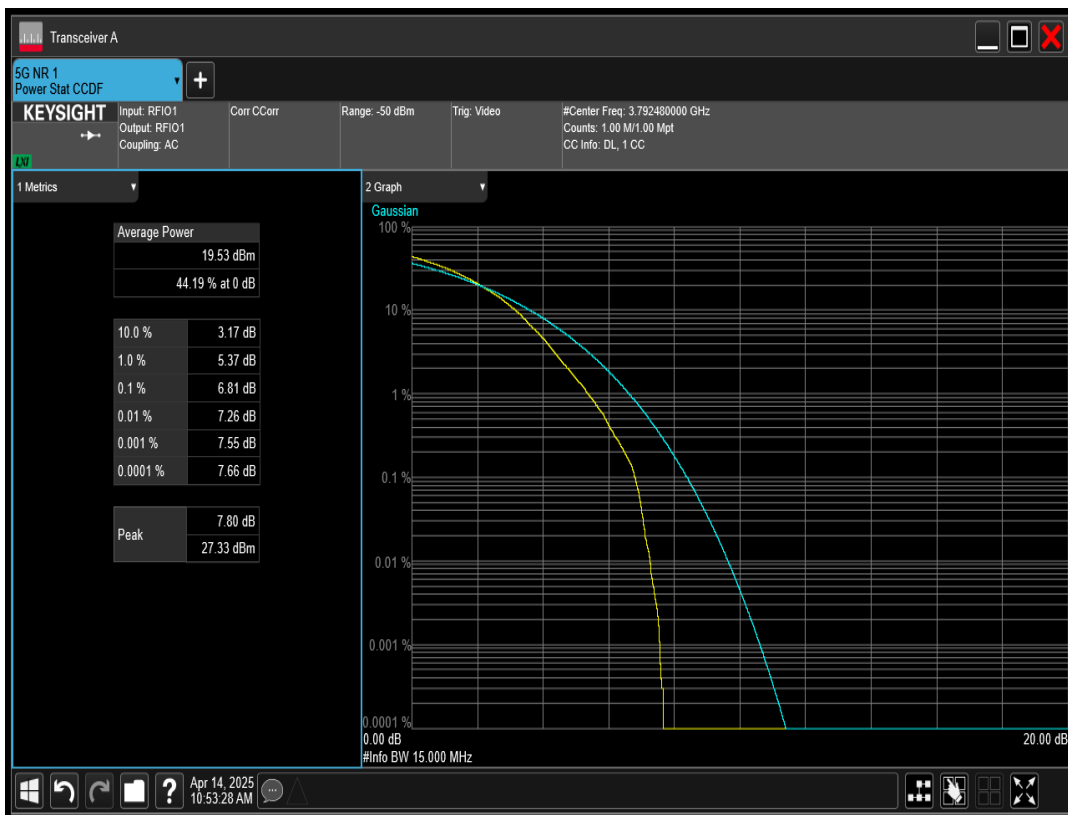 Transceiver A
5G NR 1
Power Stat CCDF
+
KEYSIGHT
LXI
Input: RFIO1
Output: RFIO1
Coupling: AC
Corr CCorr
Range: -50 dBm
Trig: Video
#Center Freq: 3.792480000 GHz
Counts: 1.00 M/1.00 Mpt
CC Info: DL, 1 CC
1 Metrics
Average Power
19.53 dBm
44.19 % at 0 dB
10.0 % 3.17 dB
1.0 % 5.37 dB
0.1 % 6.81 dB
0.01 % 7.26 dB
0.001 % 7.55 dB
0.0001 % 7.66 dB
Peak
7.80 dB
27.33 dBm
2 Graph
Gaussian
100 %
10 %
1 %
0.1 %
0.01 %
0.001 %
0.0001 %
0.00 dB
20.00 dB
#Info BW 15.000 MHz
?
Apr 14, 2025
10:53:28 AM